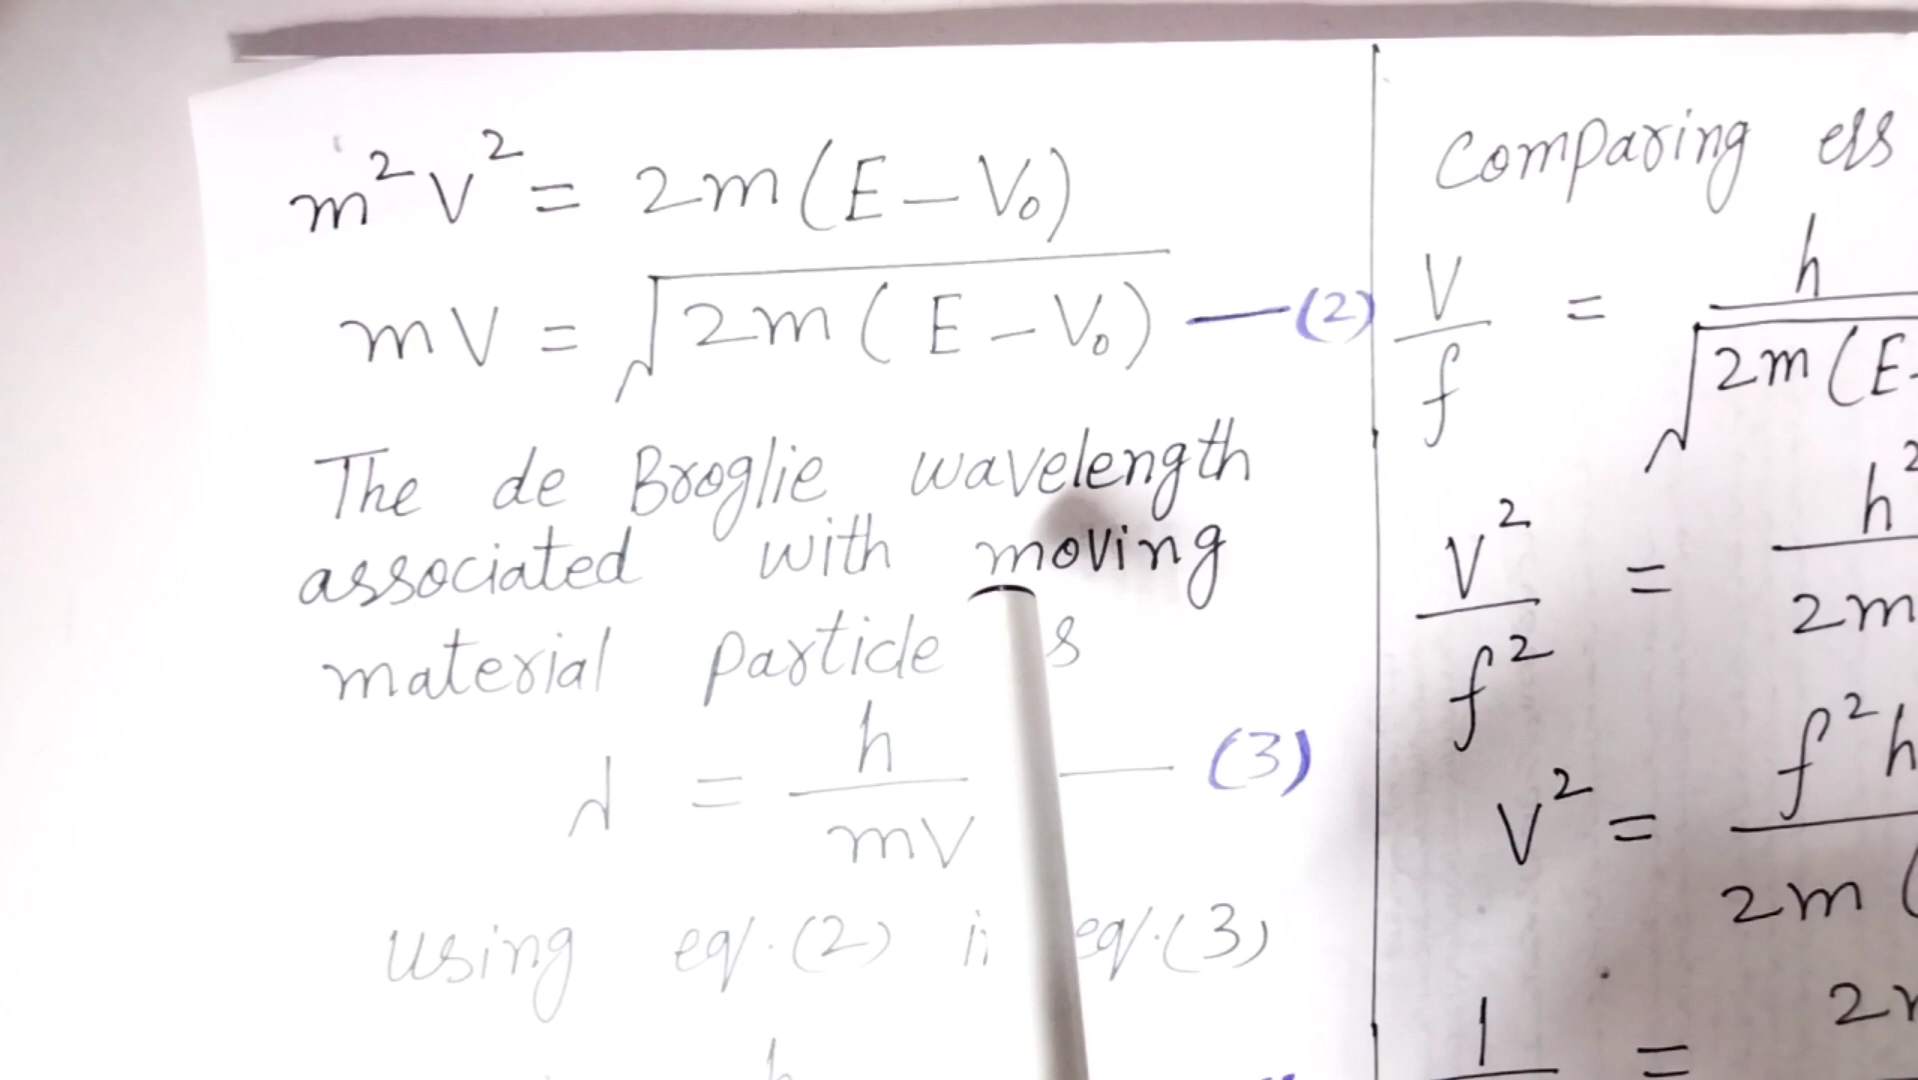 m²v² = 2m(E – V₀)
mv = √2m(E – V₀) —(2)
The de Broglie wavelength
associated with moving
material particle s
λ = h/mv — (3)
using eq.(2) i eq.(3)
h
Comparing
v/f = h/√2m(E-
v²/f² = h²/2m
v² = f²h/2m(
1 = 2